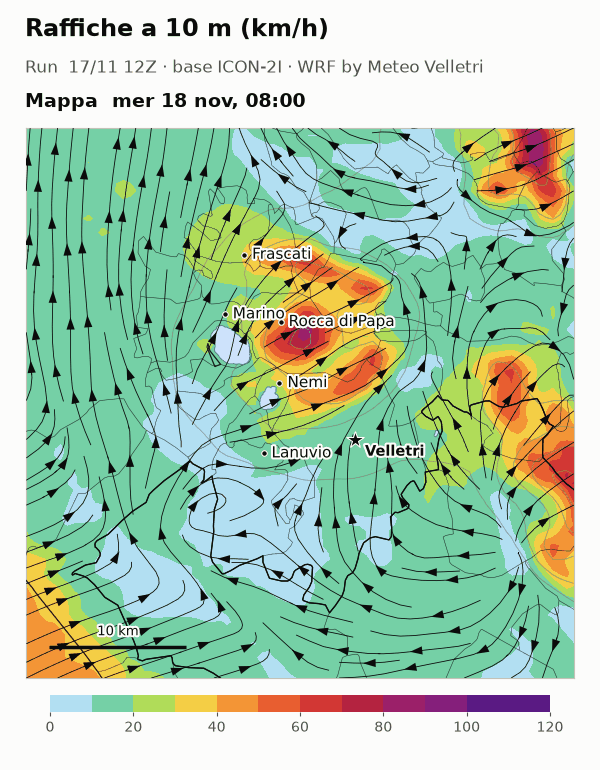 Raffiche a 10 m (km/h)
Run  17/11 12Z · base ICON-2I · WRF by Meteo Velletri
Mappa  mer 18 nov, 08:00
Frascati
Marino
Rocca di Papa
Nemi
Velletri
Lanuvio
10 km
0 20 40 60 80 100 120